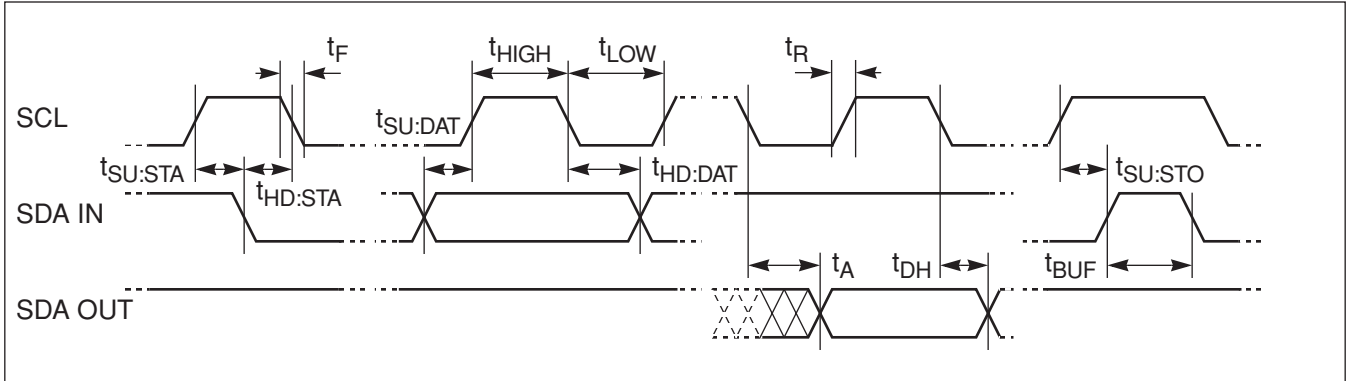 tF tHIGH tLOW tR
SCL
tSU:DAT
tSU:STA tHD:STA tHD:DAT tSU:STO
SDA IN
tA tDH tBUF
SDA OUT